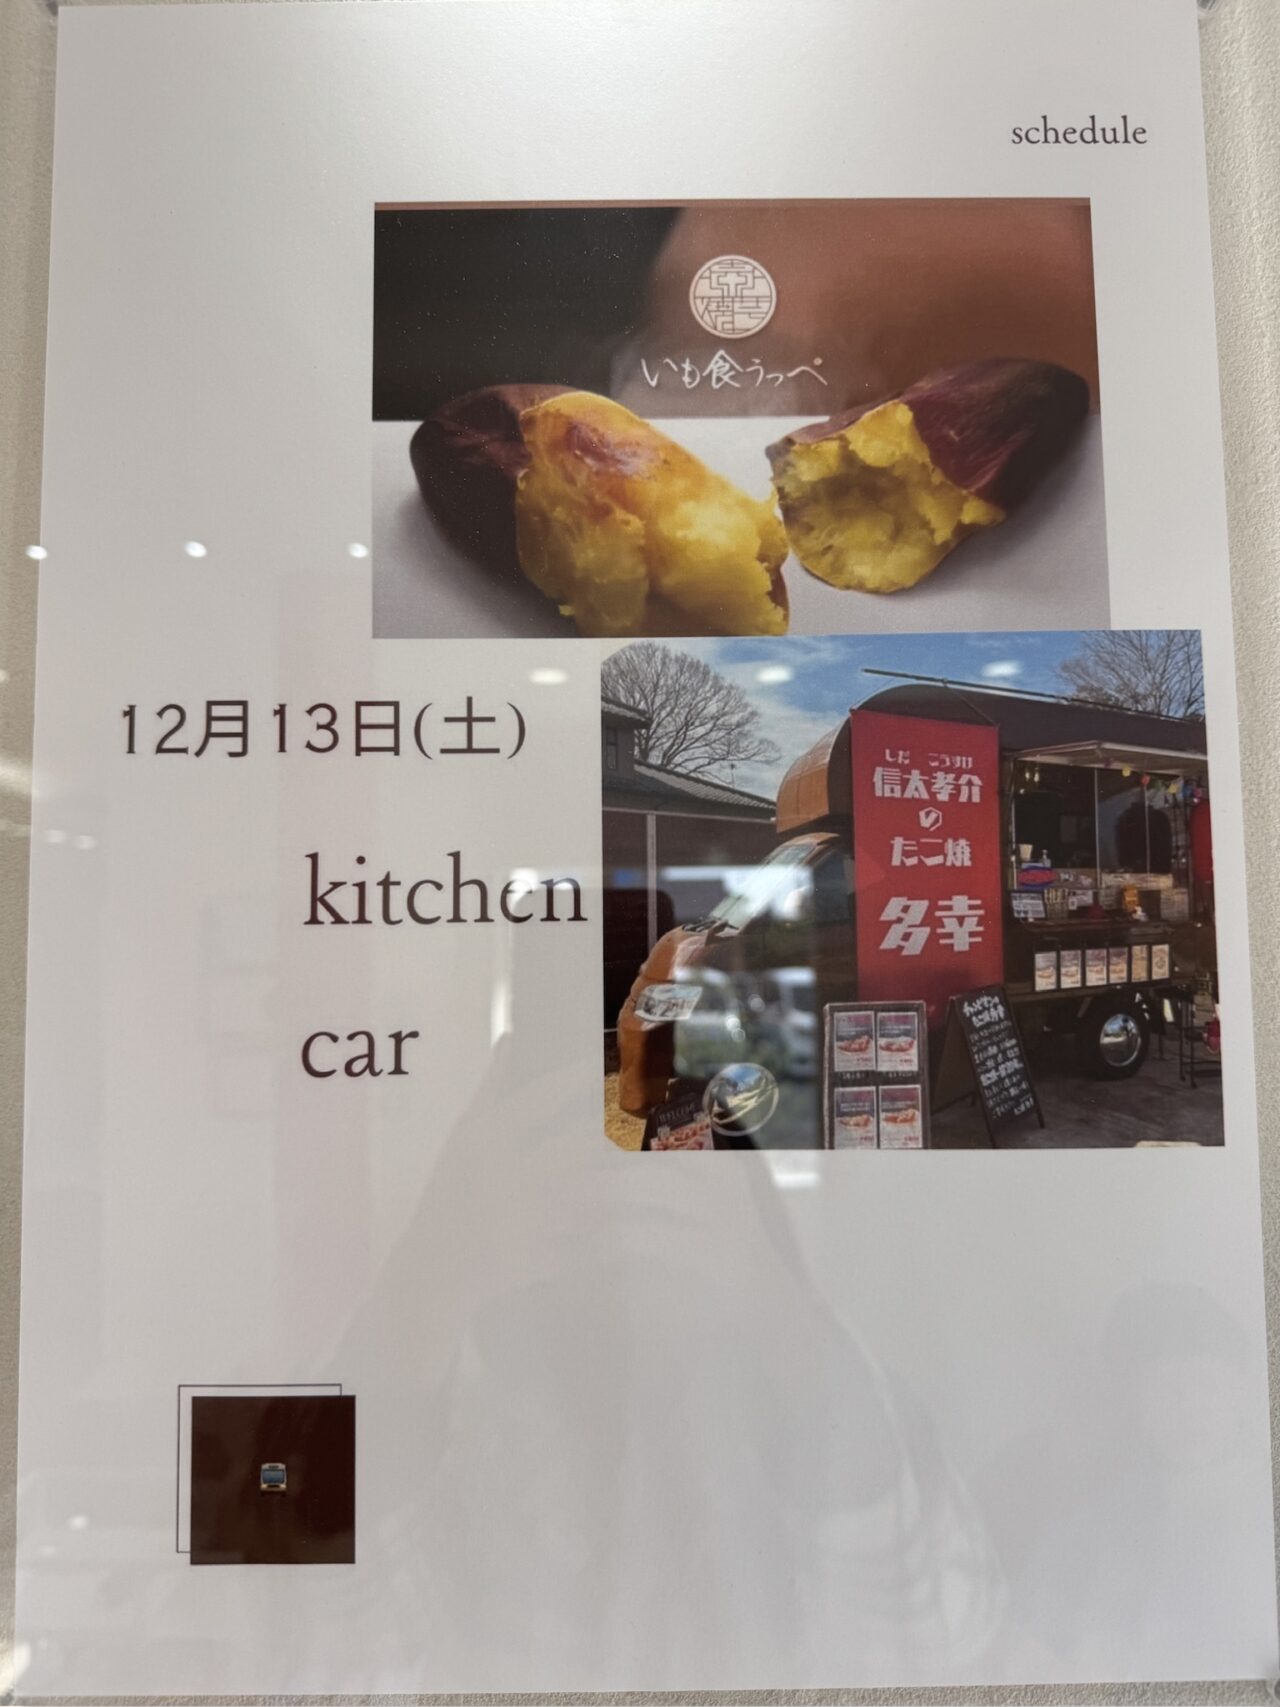 schedule
いも食うっぺ
12月13日(土)
kitchen
car
しだ こうすけ
信太孝介
の
たこ焼
多幸
WELCOME